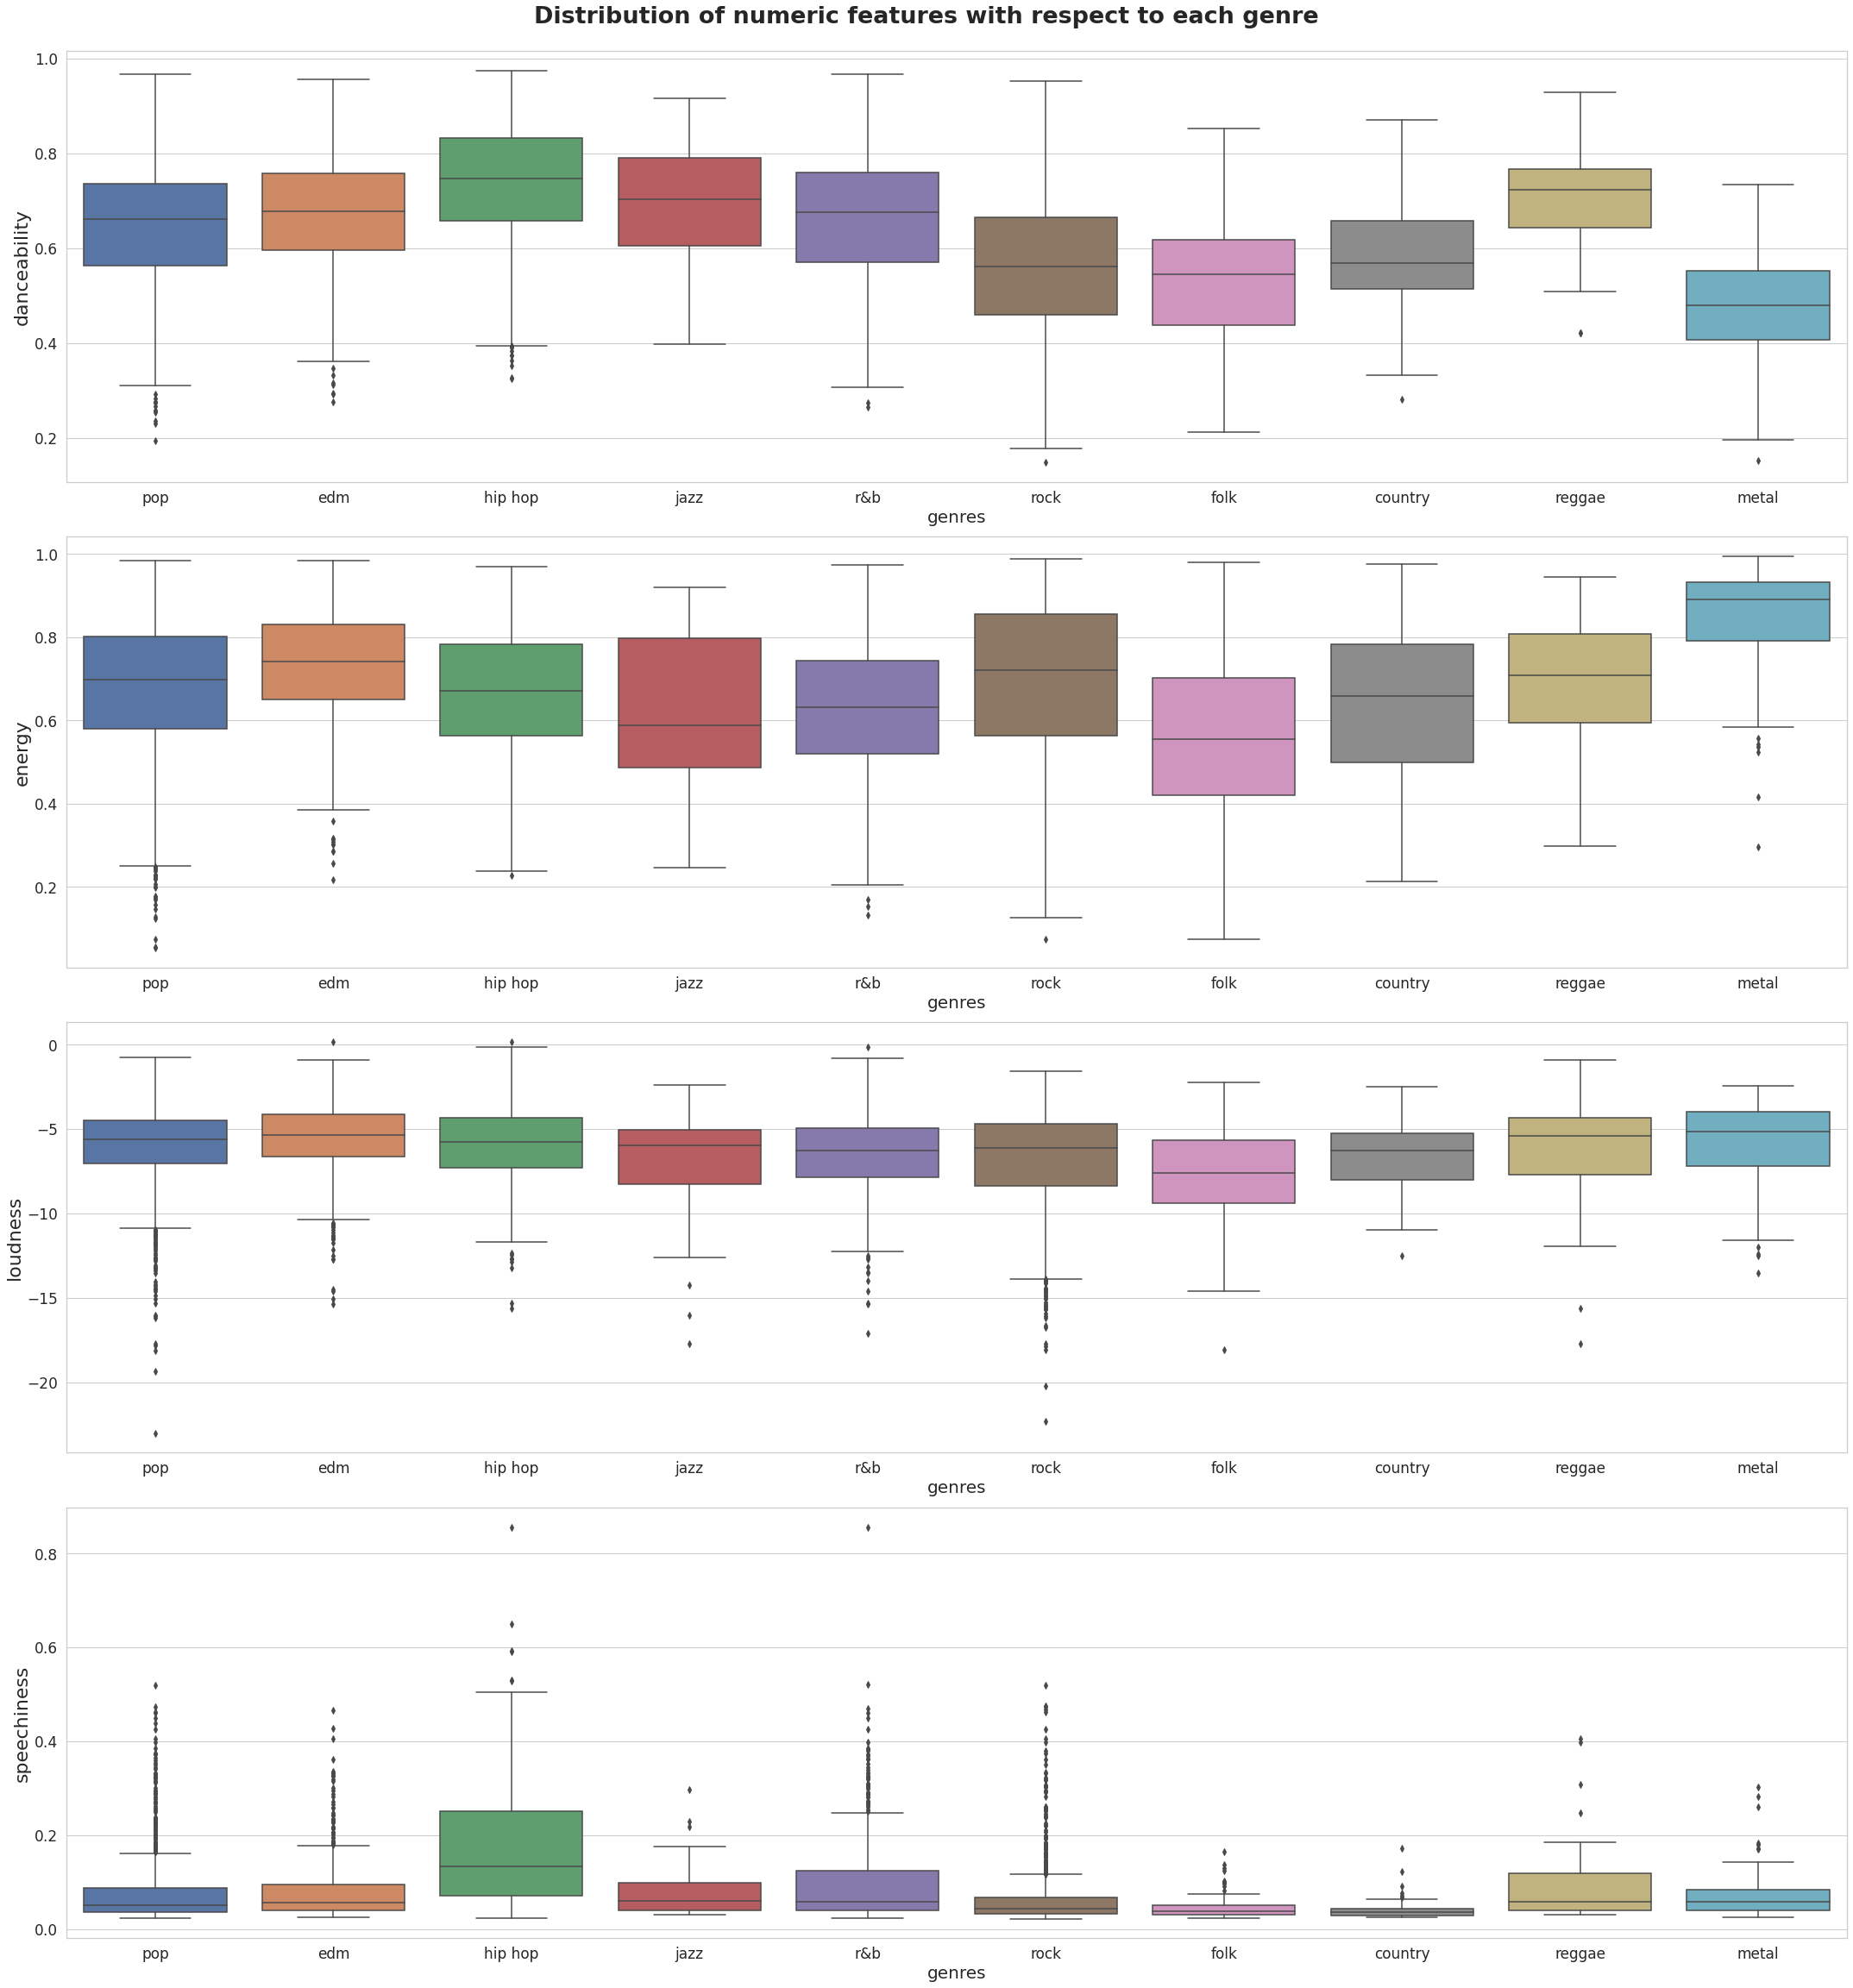 Distribution of numeric features with respect to each genre
1.0
0.8
0.6
0.4
0.2
danceability
pop edm hip hop jazz r&b rock folk country reggae metal
genres
1.0
0.8
0.6
0.4
0.2
energy
pop edm hip hop jazz r&b rock folk country reggae metal
genres
0
−5
−10
−15
−20
loudness
pop edm hip hop jazz r&b rock folk country reggae metal
genres
0.8
0.6
0.4
0.2
0.0
speechiness
pop edm hip hop jazz r&b rock folk country reggae metal
genres